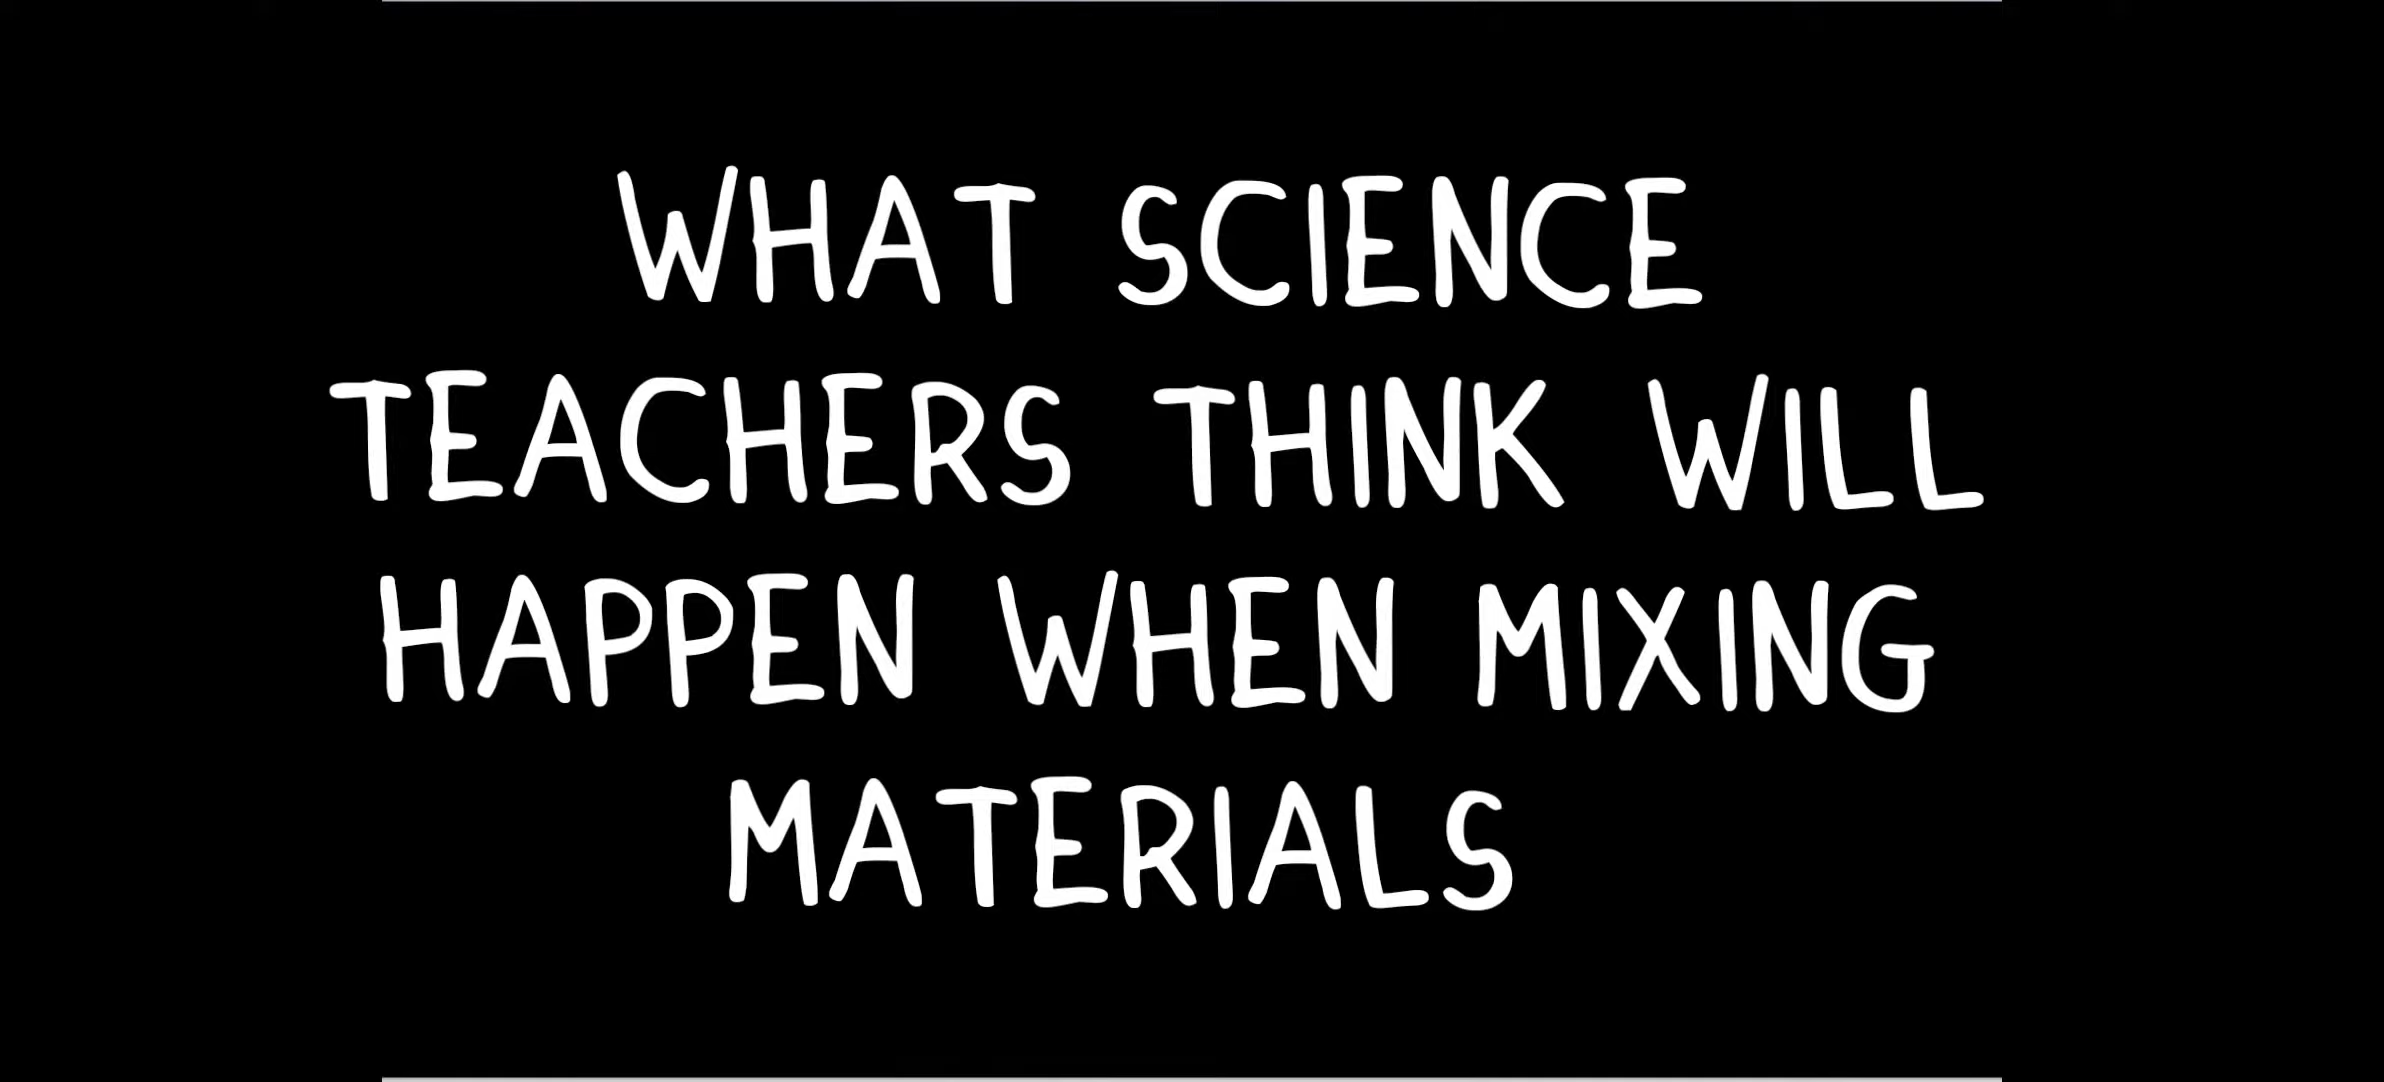 WHAT SCIENCE
TEACHERS THINK WILL
HAPPEN WHEN MIXING
MATERIALS